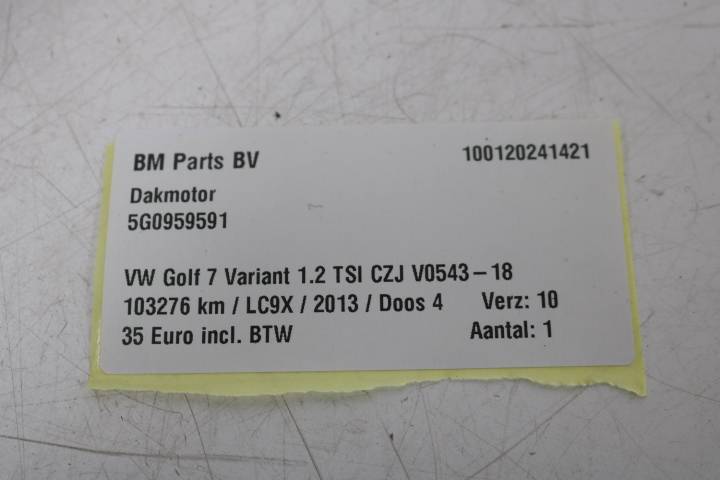 BM Parts BV 100120241421
Dakmotor
5G0959591
VW Golf 7 Variant 1.2 TSI CZJ V0543-18
103276 km / LC9X / 2013 / Doos 4 Verz: 10
35 Euro incl. BTW Aantal: 1